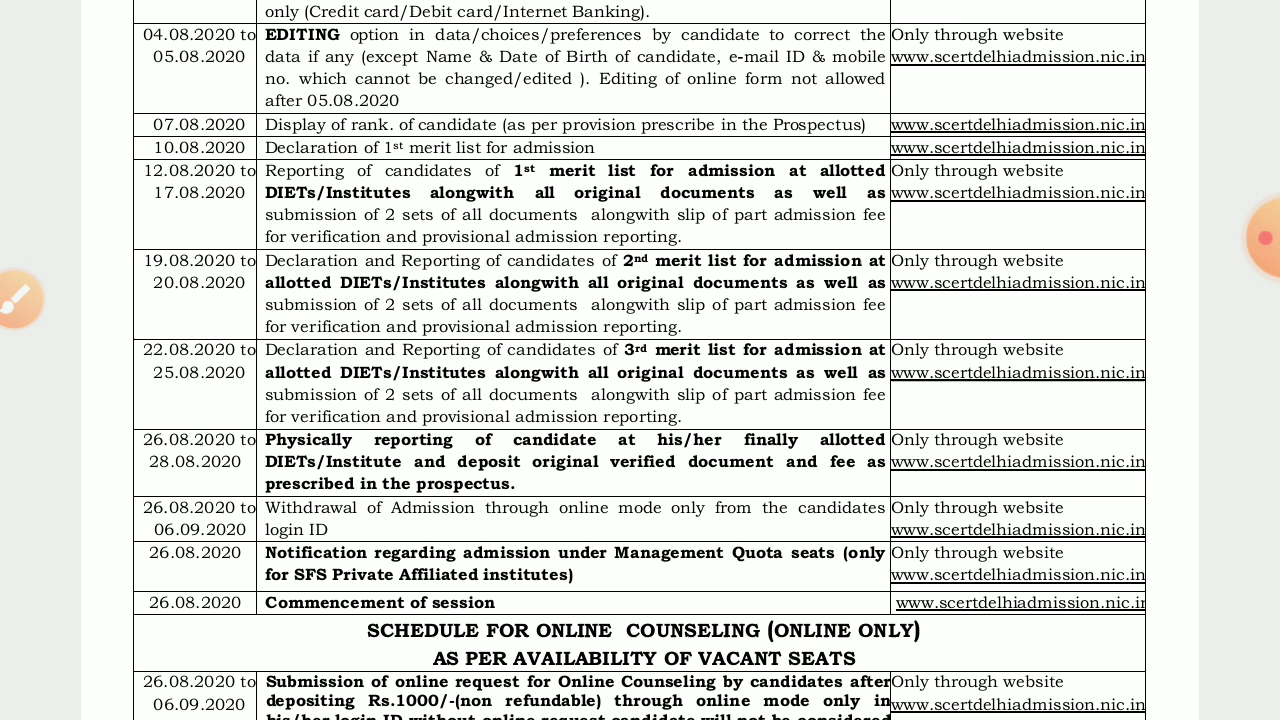 only (Credit card/Debit card/Internet Banking).
04.08.2020 to
05.08.2020
EDITING option in data/choices/preferences by candidate to correct the
data if any (except Name & Date of Birth of candidate, e-mail ID & mobile
no. which cannot be changed/edited ). Editing of online form not allowed
after 05.08.2020
Only through website
www.scertdelhiadmission.nic.in
07.08.2020
Display of rank. of candidate (as per provision prescribe in the Prospectus)
www.scertdelhiadmission.nic.in
10.08.2020
Declaration of 1st merit list for admission
www.scertdelhiadmission.nic.in
12.08.2020 to
17.08.2020
Reporting of candidates of 1st merit list for admission at allotted
DIETs/Institutes alongwith all original documents as well as
submission of 2 sets of all documents alongwith slip of part admission fee
for verification and provisional admission reporting.
Only through website
www.scertdelhiadmission.nic.in
19.08.2020 to
20.08.2020
Declaration and Reporting of candidates of 2nd merit list for admission at
allotted DIETs/Institutes alongwith all original documents as well as
submission of 2 sets of all documents alongwith slip of part admission fee
for verification and provisional admission reporting.
Only through website
www.scertdelhiadmission.nic.in
22.08.2020 to
25.08.2020
Declaration and Reporting of candidates of 3rd merit list for admission at
allotted DIETs/Institutes alongwith all original documents as well as
submission of 2 sets of all documents alongwith slip of part admission fee
for verification and provisional admission reporting.
Only through website
www.scertdelhiadmission.nic.in
26.08.2020 to
28.08.2020
Physically reporting of candidate at his/her finally allotted
DIETs/Institute and deposit original verified document and fee as
prescribed in the prospectus.
Only through website
www.scertdelhiadmission.nic.in
26.08.2020 to
06.09.2020
Withdrawal of Admission through online mode only from the candidates
login ID
Only through website
www.scertdelhiadmission.nic.in
26.08.2020
Notification regarding admission under Management Quota seats (only
for SFS Private Affiliated institutes)
Only through website
www.scertdelhiadmission.nic.in
26.08.2020
Commencement of session
www.scertdelhiadmission.nic.in
SCHEDULE FOR ONLINE COUNSELING (ONLINE ONLY)
AS PER AVAILABILITY OF VACANT SEATS
26.08.2020 to
06.09.2020
Submission of online request for Online Counseling by candidates after
depositing Rs.1000/-(non refundable) through online mode only in
his/her login ID without online request candidate will not be considered
Only through website
www.scertdelhiadmission.nic.in